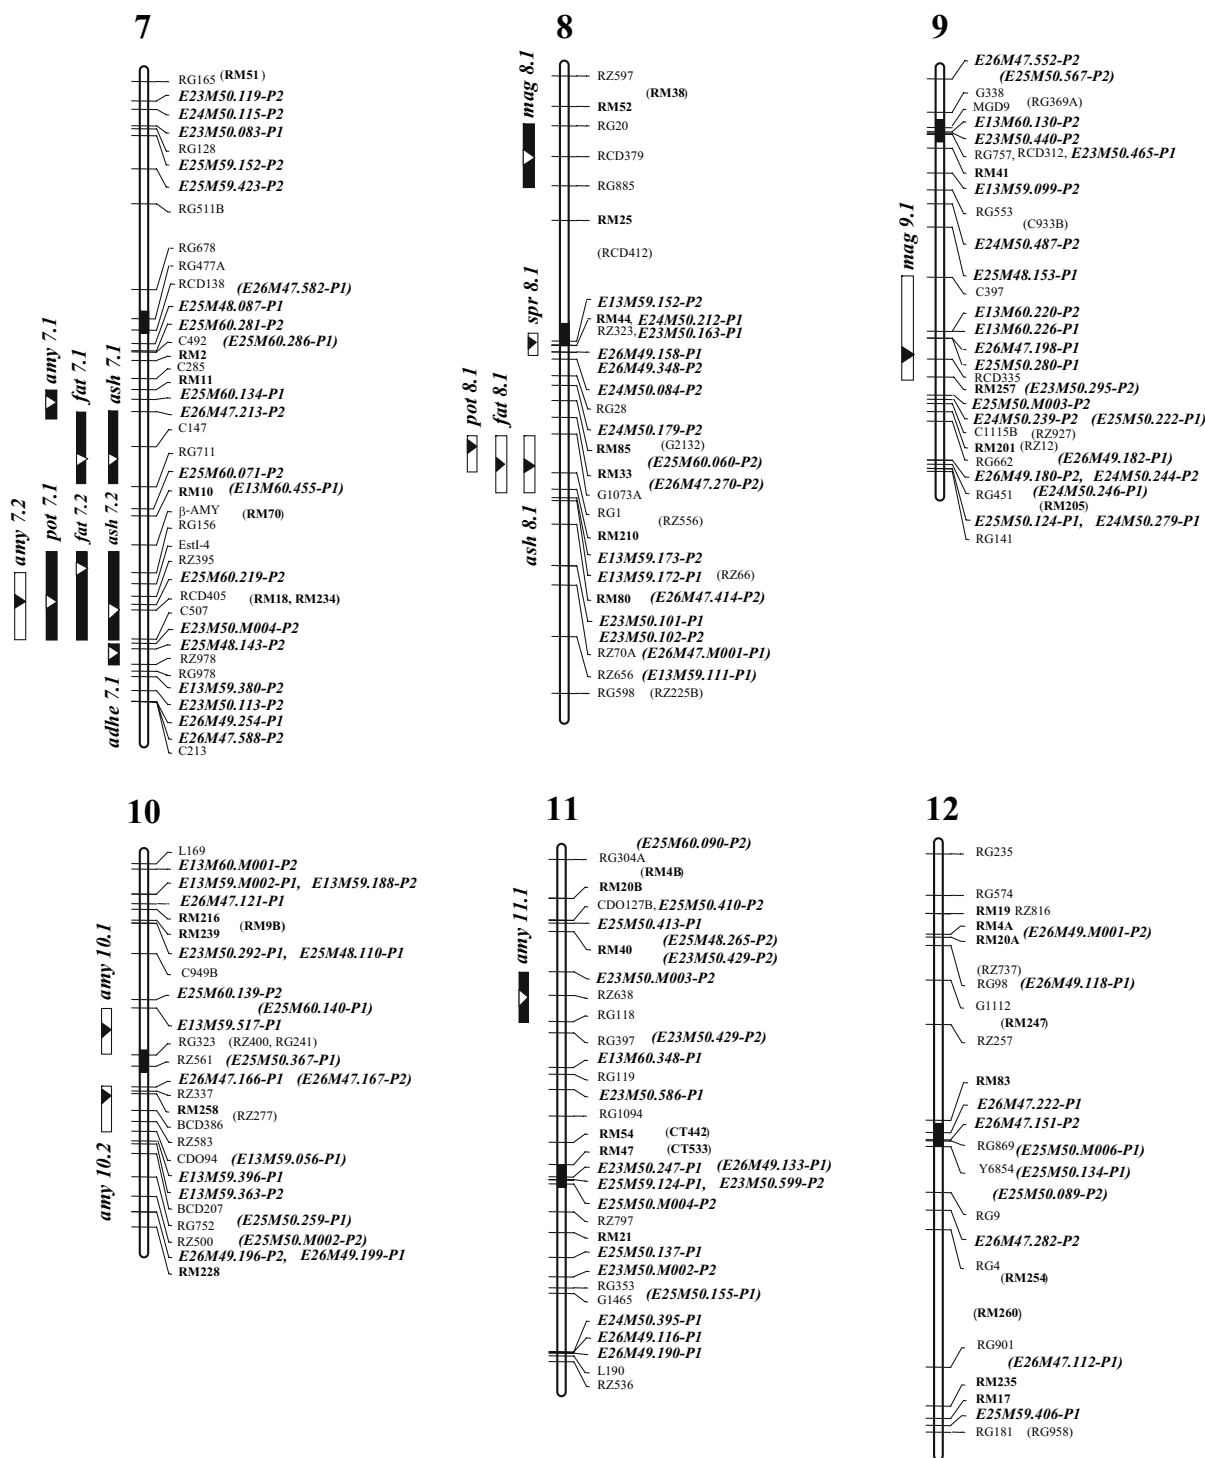 7
RG165 (RM51)
E23M50.119-P2
E24M50.115-P2
E23M50.083-P1
RG128
E25M59.152-P2
E25M59.423-P2
RG511B
RG678
RG477A
RCD138 (E26M47.582-P1)
E25M48.087-P1
E25M60.281-P2
C492 (E25M60.286-P1)
RM2
C285
RM11
E25M60.134-P1
E26M47.213-P2
C147
RG711
E25M60.071-P2
RM10 (E13M60.455-P1)
β-AMY (RM70)
RG156
EstI-4
RZ395
E25M60.219-P2
RCD405 (RM18, RM234)
C507
E23M50.M004-P2
E25M48.143-P2
RZ978
RG978
E13M59.380-P2
E23M50.113-P2
E26M49.254-P1
E26M47.588-P2
C213
amy 7.1
fat 7.1
ash 7.1
amy 7.2
pot 7.1
fat 7.2
ash 7.2
adhe 7.1
8
RZ597
(RM38)
RM52
RG20
RCD379
RG885
RM25
(RCD412)
E13M59.152-P2
RM44, E24M50.212-P1
RZ323, E23M50.163-P1
E26M49.158-P1
E26M49.348-P2
E24M50.084-P2
RG28
E24M50.179-P2
RM85 (G2132)
(E25M60.060-P2)
RM33
(E26M47.270-P2)
G1073A
RG1
(RZ556)
RM210
E13M59.173-P2
E13M59.172-P1 (RZ66)
RM80 (E26M47.414-P2)
E23M50.101-P1
E23M50.102-P2
RZ70A (E26M47.M001-P1)
RZ656 (E13M59.111-P1)
RG598 (RZ225B)
mag 8.1
spr 8.1
pot 8.1
fat 8.1
ash 8.1
9
E26M47.552-P2
(E25M50.567-P2)
G338
MGD9 (RG369A)
E13M60.130-P2
E23M50.440-P2
RG757, RCD312, E23M50.465-P1
RM41
E13M59.099-P2
RG553
(C933B)
E24M50.487-P2
E25M48.153-P1
C397
E13M60.220-P2
E13M60.226-P1
E26M47.198-P1
E25M50.280-P1
RCD335
RM257 (E23M50.295-P2)
E25M50.M003-P2
E24M50.239-P2 (E25M50.222-P1)
C1115B (RZ927)
RM201 (RZ12)
RG662 (E26M49.182-P1)
E26M49.180-P2, E24M50.244-P2
RG451 (E24M50.246-P1)
(RM205)
E25M50.124-P1, E24M50.279-P1
RG141
mag 9.1
10
L169
E13M60.M001-P2
E13M59.M002-P1, E13M59.188-P2
E26M47.121-P1
RM216
(RM9B)
RM239
E23M50.292-P1, E25M48.110-P1
C949B
E25M60.139-P2
(E25M60.140-P1)
E13M59.517-P1
RG323 (RZ400, RG241)
RZ561 (E25M50.367-P1)
E26M47.166-P1 (E26M47.167-P2)
RZ337
RM258 (RZ277)
BCD386
RZ583
CDO94 (E13M59.056-P1)
E13M59.396-P1
E13M59.363-P2
BCD207
RG752 (E25M50.259-P1)
RZ500 (E25M50.M002-P2)
E26M49.196-P2, E26M49.199-P1
RM228
amy 10.1
amy 10.2
11
(E25M60.090-P2)
RG304A
(RM4B)
RM20B
CDO127B, E25M50.410-P2
E25M50.413-P1
(E25M48.265-P2)
RM40
(E23M50.429-P2)
E23M50.M003-P2
RZ638
RG118
RG397 (E23M50.429-P2)
E13M60.348-P1
RG119
E23M50.586-P1
RG1094
RM54 (CT442)
RM47 (CT533)
E23M50.247-P1 (E26M49.133-P1)
E25M59.124-P1, E23M50.599-P2
E25M50.M004-P2
RZ797
RM21
E25M50.137-P1
E23M50.M002-P2
RG353
G1465 (E25M50.155-P1)
E24M50.395-P1
E26M49.116-P1
E26M49.190-P1
L190
RZ536
amy 11.1
12
RG235
RG574
RM19 RZ816
RM4A
(E26M49.M001-P2)
RM20A
(RZ737)
RG98 (E26M49.118-P1)
G1112
(RM247)
RZ257
RM83
E26M47.222-P1
E26M47.151-P2
RG869 (E25M50.M006-P1)
Y6854 (E25M50.134-P1)
(E25M50.089-P2)
RG9
E26M47.282-P2
RG4
(RM254)
(RM260)
RG901
(E26M47.112-P1)
RM235
RM17
E25M59.406-P1
RG181 (RG958)